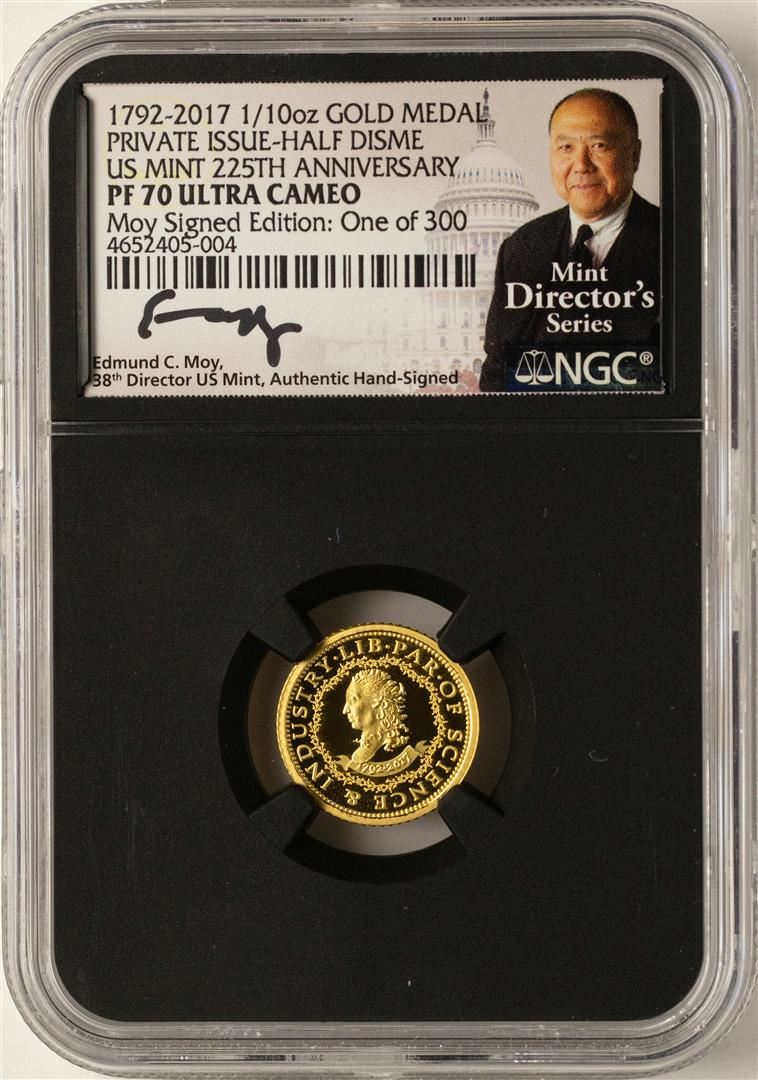 1792-2017 1/10oz GOLD MEDAL
PRIVATE ISSUE-HALF DISME
US MINT 225TH ANNIVERSARY
PF 70 ULTRA CAMEO
Moy Signed Edition: One of 300
4652405-004
Edmund C. Moy,
38th Director US Mint, Authentic Hand-Signed
Mint
Director's
Series
NGC®
LIB·PAR·OF SCIENCE & INDUSTRY·
1792-2017